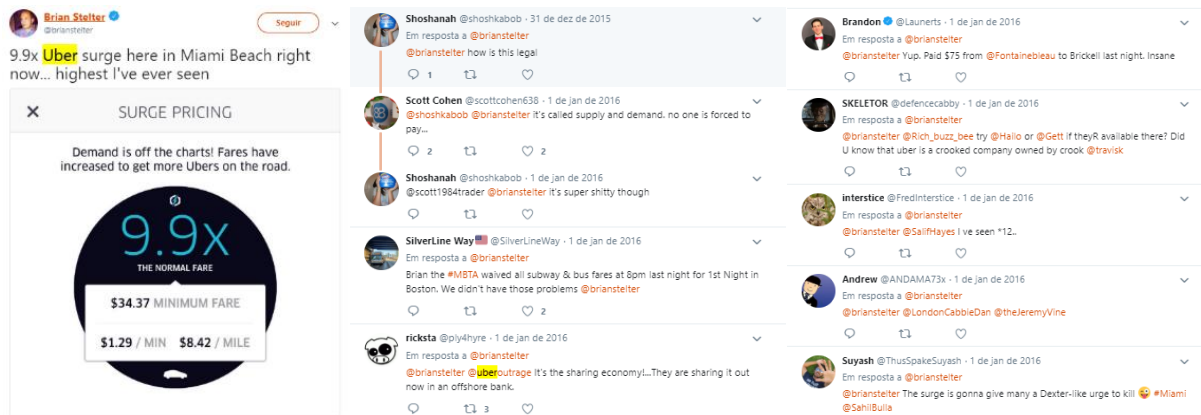 Brian Stelter
@brianstelter
Seguir
9.9x Uber surge here in Miami Beach right
now... highest I've ever seen
SURGE PRICING
Demand is off the charts! Fares have
increased to get more Ubers on the road.
9.9x
THE NORMAL FARE
$34.37 MINIMUM FARE
$1.29 / MIN $8.42 / MILE
Shoshanah @shoshkabob · 31 de dez de 2015
Em resposta a @brianstelter
@brianstelter how is this legal
1
Scott Cohen @scottcohen638 · 1 de jan de 2016
@shoshkabob @brianstelter it's called supply and demand. no one is forced to
pay...
2 2
Shoshanah @shoshkabob · 1 de jan de 2016
@scott1984trader @brianstelter it's super shitty though
SilverLine Way @SilverLineWay · 1 de jan de 2016
Em resposta a @brianstelter
Brian the #MBTA waived all subway & bus fares at 8pm last night for 1st Night in
Boston. We didn't have those problems @brianstelter
2
ricksta @ply4hyre · 1 de jan de 2016
Em resposta a @brianstelter
@brianstelter @uberoutrage It's the sharing economy!...They are sharing it out
now in an offshore bank.
3
Brandon @Launerts · 1 de jan de 2016
@brianstelter Yup. Paid $75 from @Fontainebleau to Brickell last night. Insane
SKELETOR @defencecabby · 1 de jan de 2016
Em resposta a @brianstelter
@brianstelter @Rich_buzz_bee try @Hailo or @Gett if theyR available there? Did
U know that uber is a crooked company owned by crook @travisk
interstice @FredInterstice · 1 de jan de 2016
Em resposta a @brianstelter
@brianstelter @SalifHayes I ve seen *12..
Andrew @ANDAMA73x · 1 de jan de 2016
Em resposta a @brianstelter
@brianstelter @LondonCabbieDan @theJeremyVine
Suyash @ThusSpakeSuyash · 1 de jan de 2016
Em resposta a @brianstelter
@brianstelter The surge is gonna give many a Dexter-like urge to kill 😜 #Miami
@SahilBulla